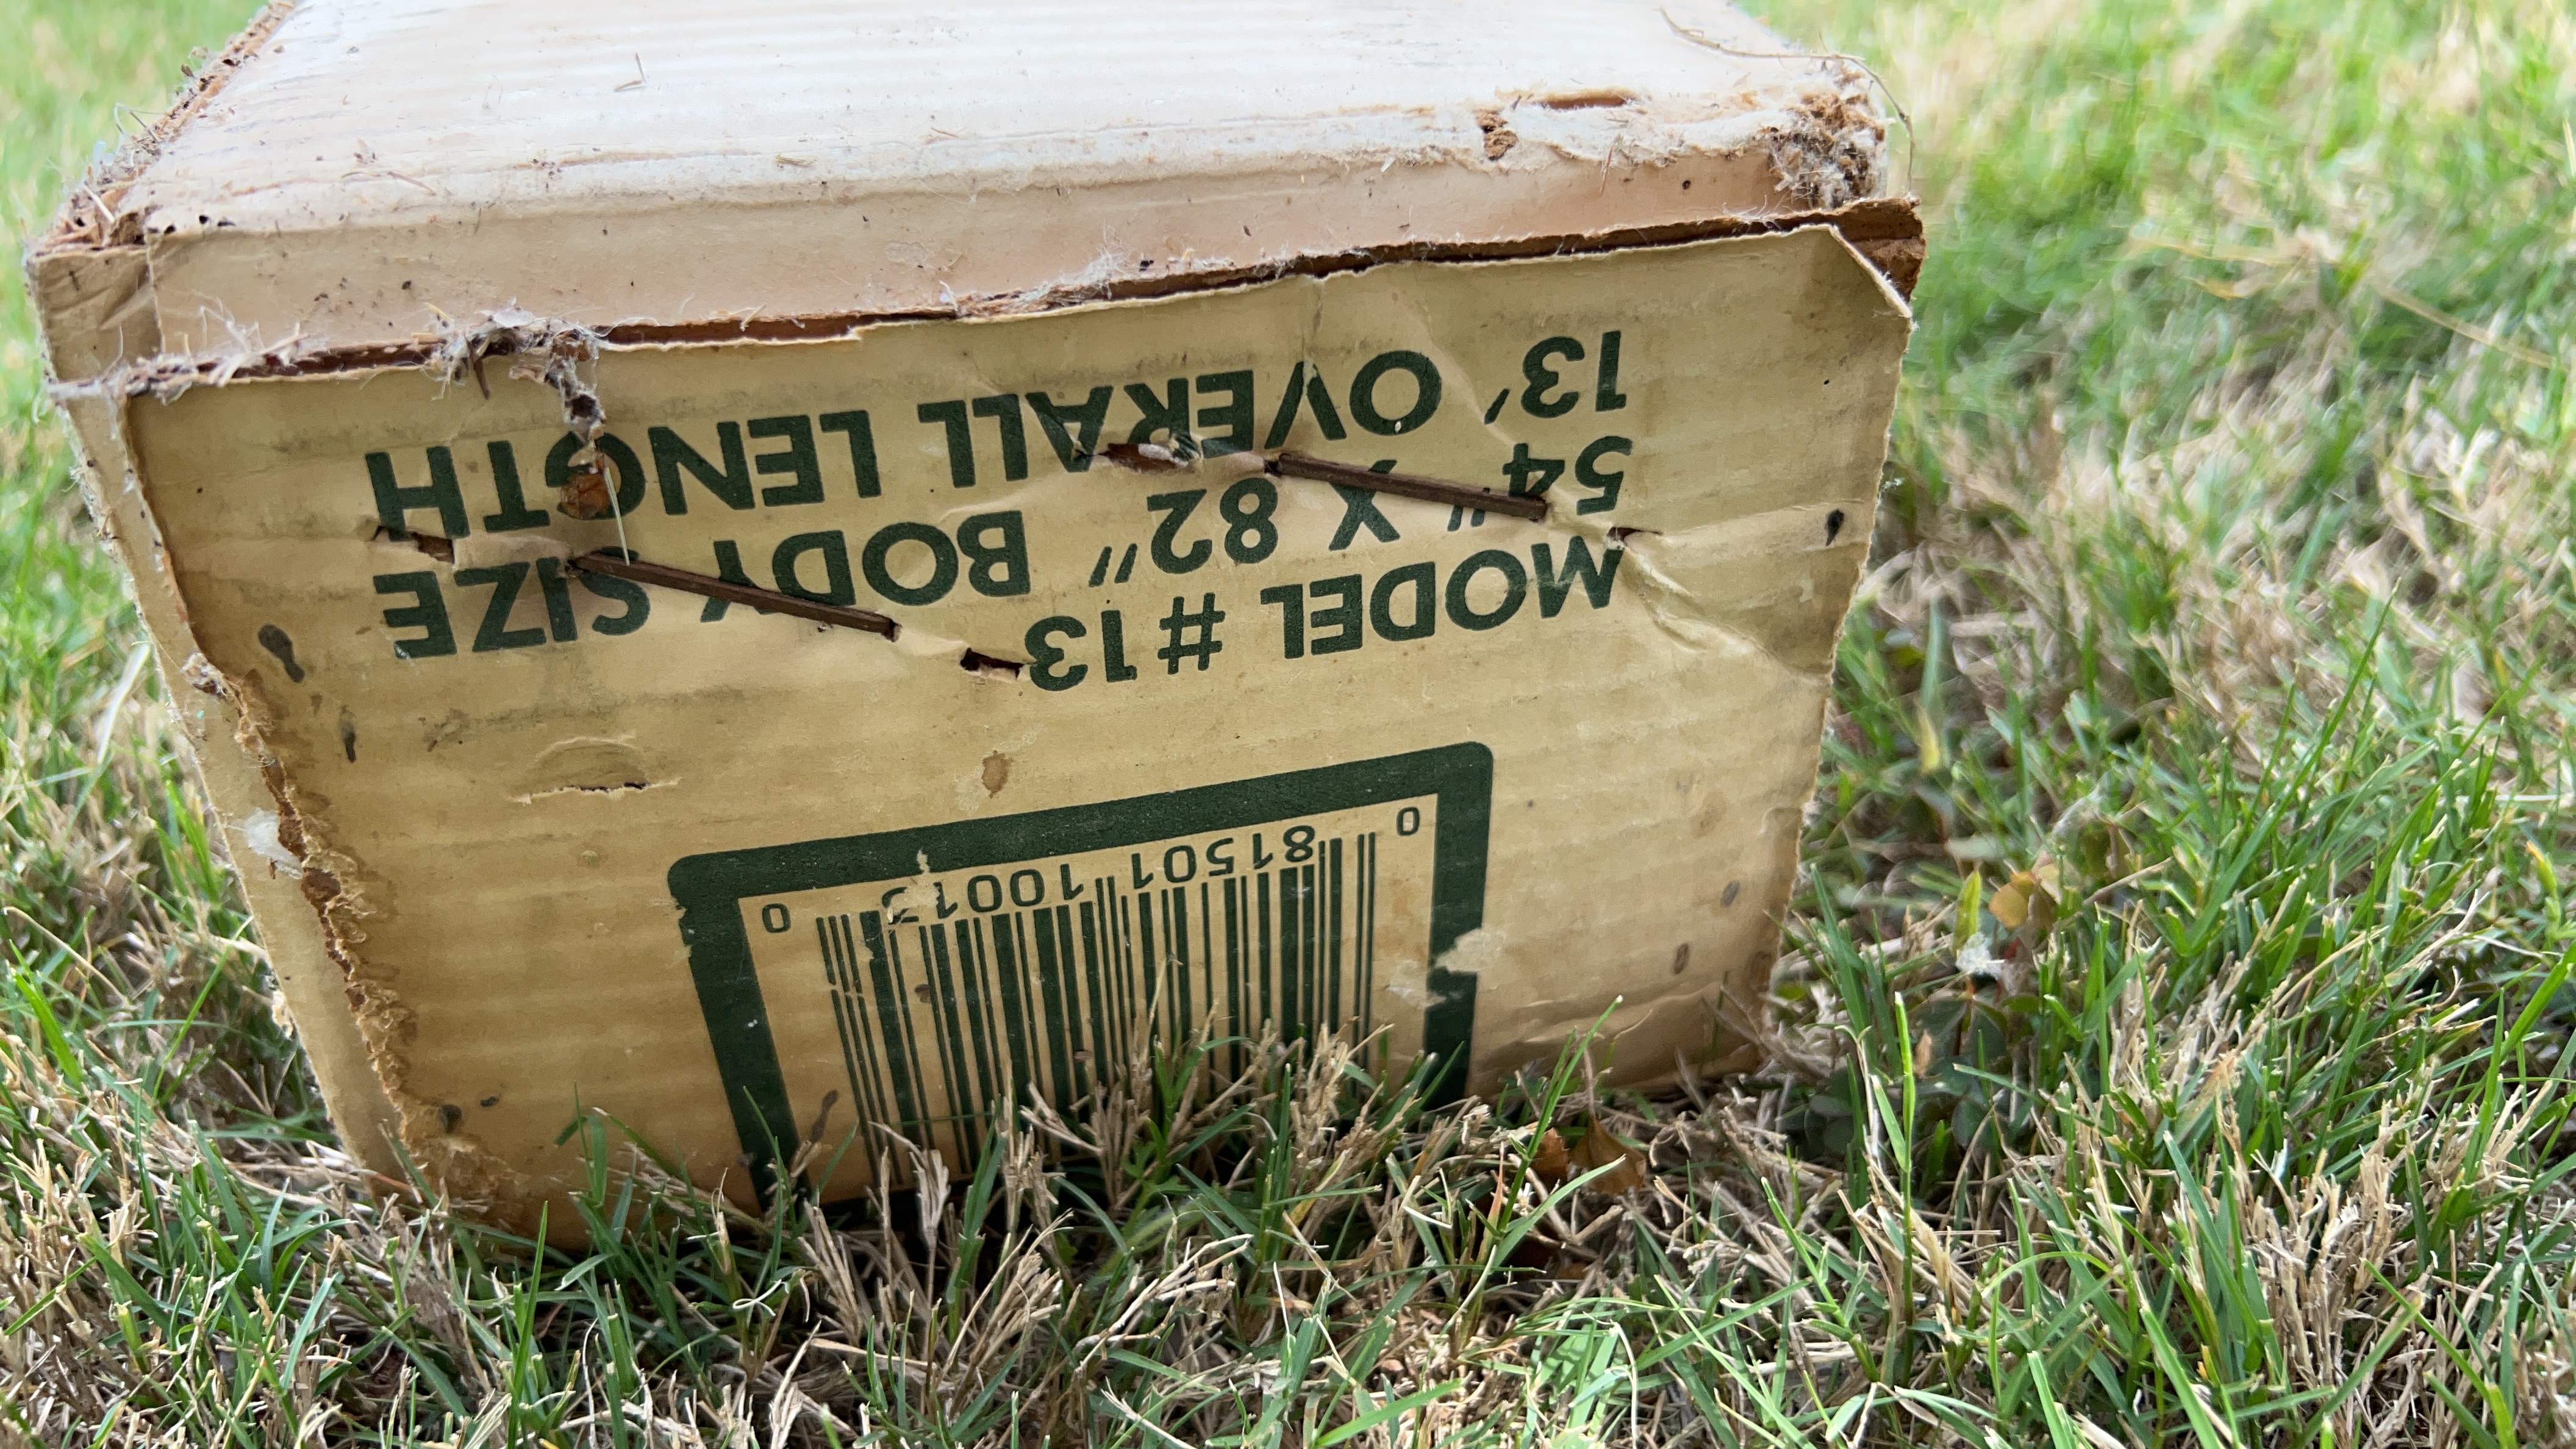 0 81501 10013 0
MODEL #13
54" X 82" BODY SIZE
13' OVERALL LENGTH